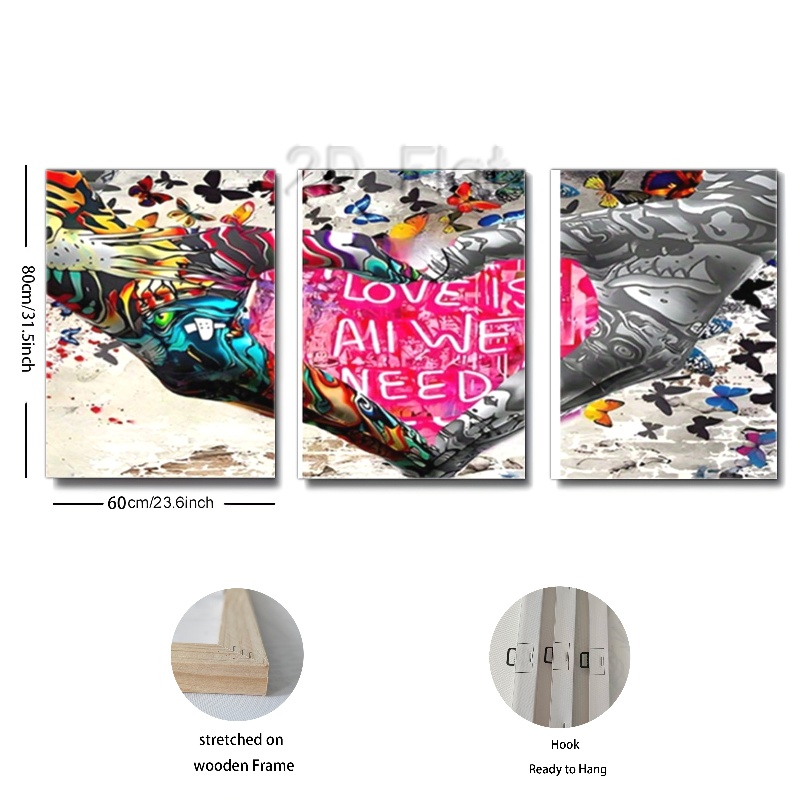 2D Flat
LOVE IS
All WE
NEED
80cm/31.5inch
60cm/23.6inch
stretched on
wooden Frame
Hook
Ready to Hang